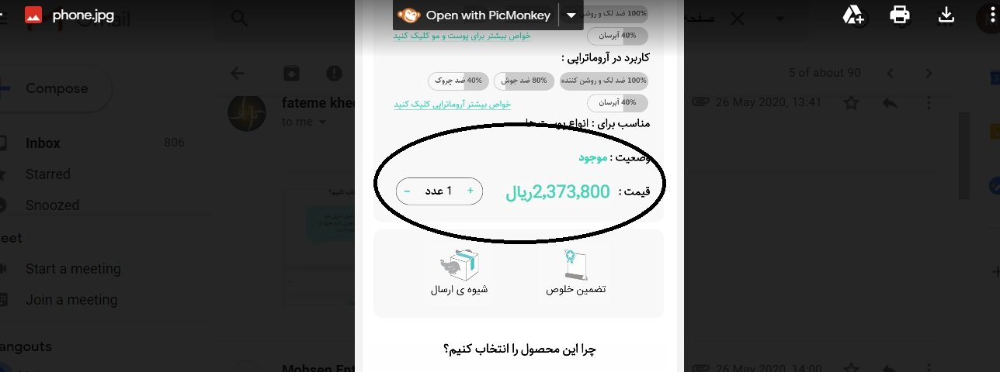 phone.jpg
Open with PicMonkey
100% ضد لک و روشن
40% آبرسان
خواص بیشتر برای پوست و مو کلیک کنید
کاربرد در آروماتراپی :
100% ضد لک و روشن کننده
80% ضد جوش
40% ضد چروک
40% آبرسان
خواص بیشتر آروماتراپی کلیک کنید
مناسب برای : انواع پوست ها
وضعیت : موجود
قیمت : 2,373,800ریال
+ 1 عدد −
تضمین خلوص
شیوه ی ارسال
چرا این محصول را انتخاب کنیم؟
Compose
Inbox 806
Starred
Snoozed
eet
Start a meeting
Join a meeting
angouts
5 of about 90
fateme khe
26 May 2020, 13:41
to me
Mohsen Ent
26 May 2020, 14:00